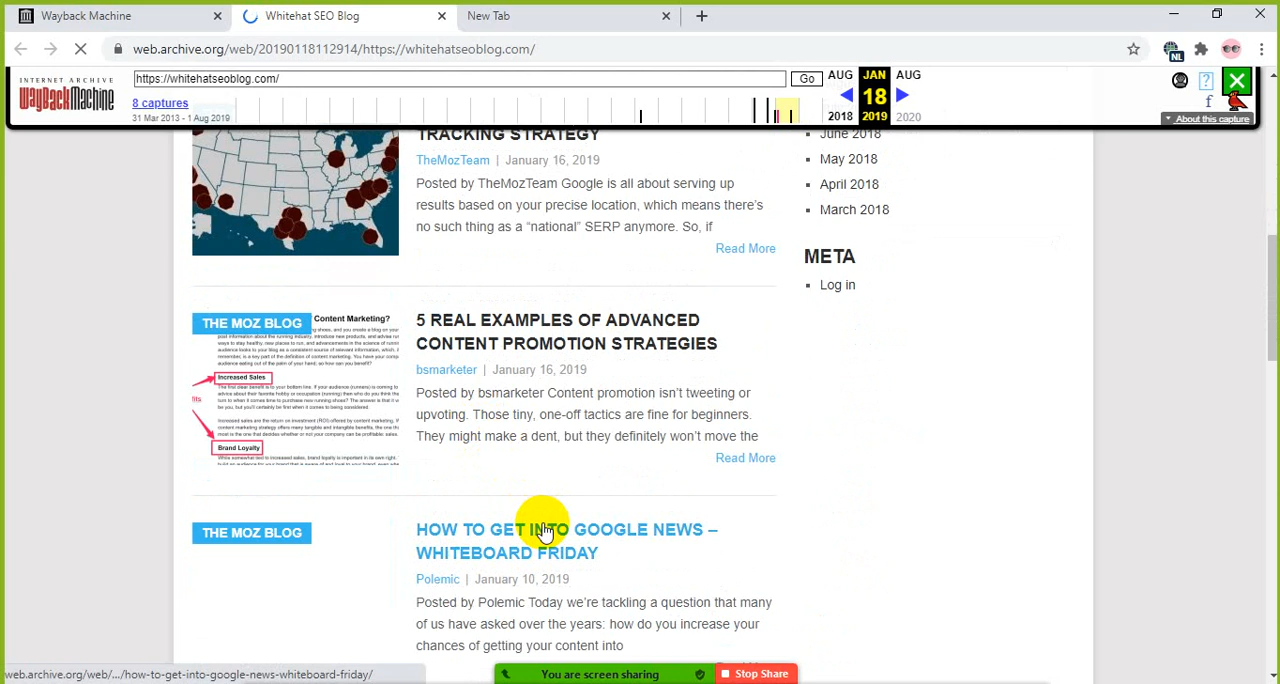 Wayback Machine
Whitehat SEO Blog
New Tab
web.archive.org/web/20190118112914/https://whitehatseoblog.com/
NL
INTERNET ARCHIVE
WayBackMachine
https://whitehatseoblog.com/
Go
8 captures
31 Mar 2013 - 1 Aug 2019
AUG
JAN
AUG
18
2018
2019
2020
About this capture
TRACKING STRATEGY
TheMozTeam | January 16, 2019
Posted by TheMozTeam Google is all about serving up
results based on your precise location, which means there's
no such thing as a “national” SERP anymore. So, if
Read More
June 2018
May 2018
April 2018
March 2018
META
Log in
THE MOZ BLOG
Content Marketing?
Increased Sales
Brand Loyalty
5 REAL EXAMPLES OF ADVANCED
CONTENT PROMOTION STRATEGIES
bsmarketer | January 16, 2019
Posted by bsmarketer Content promotion isn't tweeting or
upvoting. Those tiny, one-off tactics are fine for beginners.
They might make a dent, but they definitely won't move the
Read More
THE MOZ BLOG
HOW TO GET INTO GOOGLE NEWS –
WHITEBOARD FRIDAY
Polemic | January 10, 2019
Posted by Polemic Today we're tackling a question that many
of us have asked over the years: how do you increase your
chances of getting your content into
web.archive.org/web/.../how-to-get-into-google-news-whiteboard-friday/
You are screen sharing
Stop Share